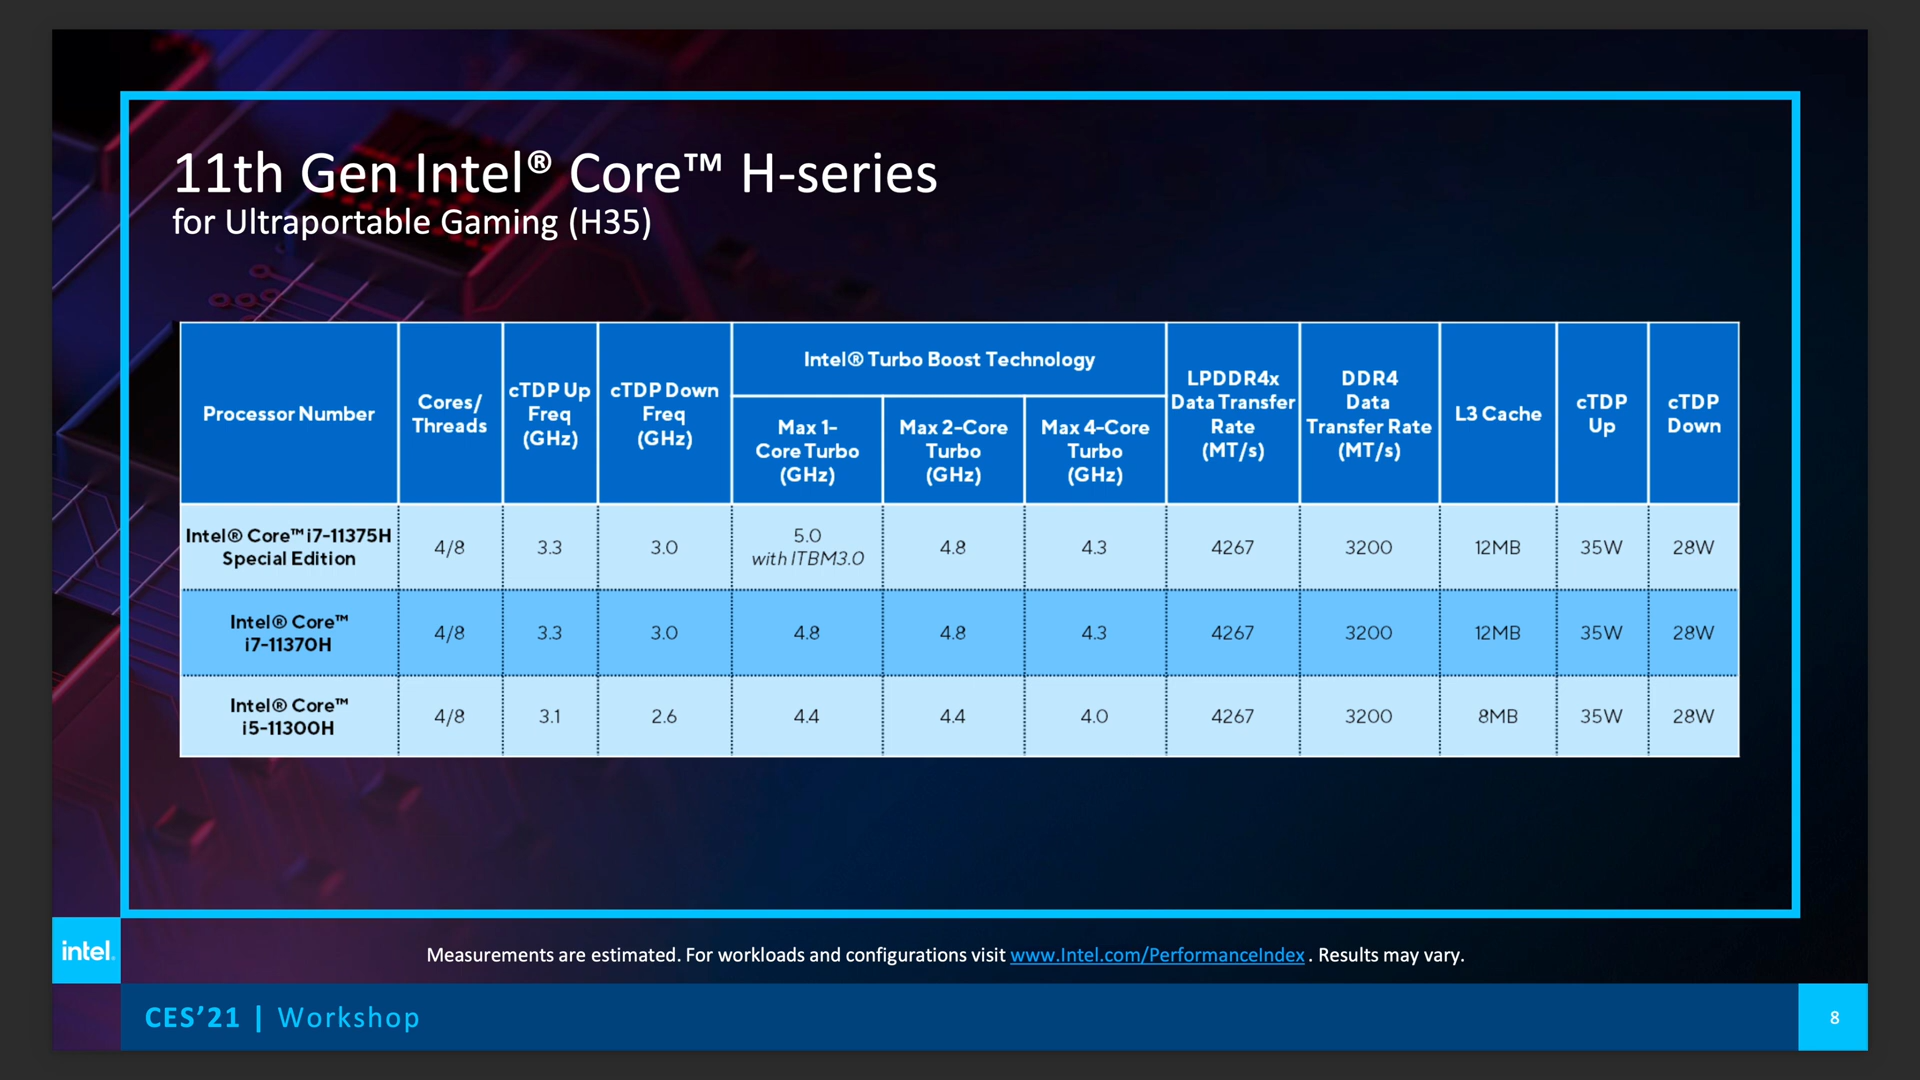 11th Gen Intel® Core™ H-series
for Ultraportable Gaming (H35)
Processor Number
Cores/
Threads
cTDP Up
Freq
(GHz)
cTDP Down
Freq
(GHz)
Intel® Turbo Boost Technology
Max 1-
Core Turbo
(GHz)
Max 2-Core
Turbo
(GHz)
Max 4-Core
Turbo
(GHz)
LPDDR4x
Data Transfer
Rate
(MT/s)
DDR4
Data
Transfer Rate
(MT/s)
L3 Cache
cTDP
Up
cTDP
Down
Intel® Core™ i7-11375H
Special Edition
4/8
3.3
3.0
5.0
with ITBM3.0
4.8
4.3
4267
3200
12MB
35W
28W
Intel® Core™
i7-11370H
4/8
3.3
3.0
4.8
4.8
4.3
4267
3200
12MB
35W
28W
Intel® Core™
i5-11300H
4/8
3.1
2.6
4.4
4.4
4.0
4267
3200
8MB
35W
28W
intel.
Measurements are estimated. For workloads and configurations visit www.Intel.com/PerformanceIndex . Results may vary.
CES’21 | Workshop
8